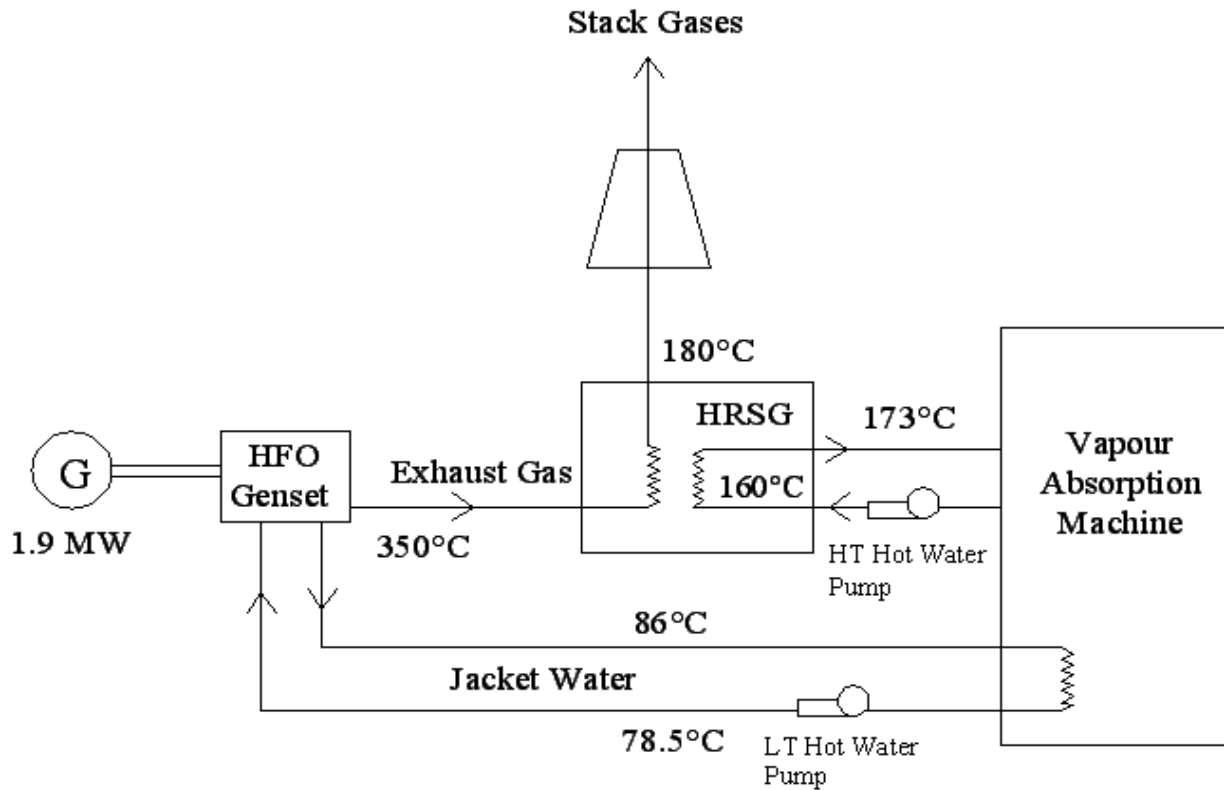 Stack Gases
180°C
HRSG
173°C
Vapour
Absorption
Machine
G
HFO
Genset
Exhaust Gas
160°C
1.9 MW
350°C
HT Hot Water
Pump
86°C
Jacket Water
78.5°C
LT Hot Water
Pump